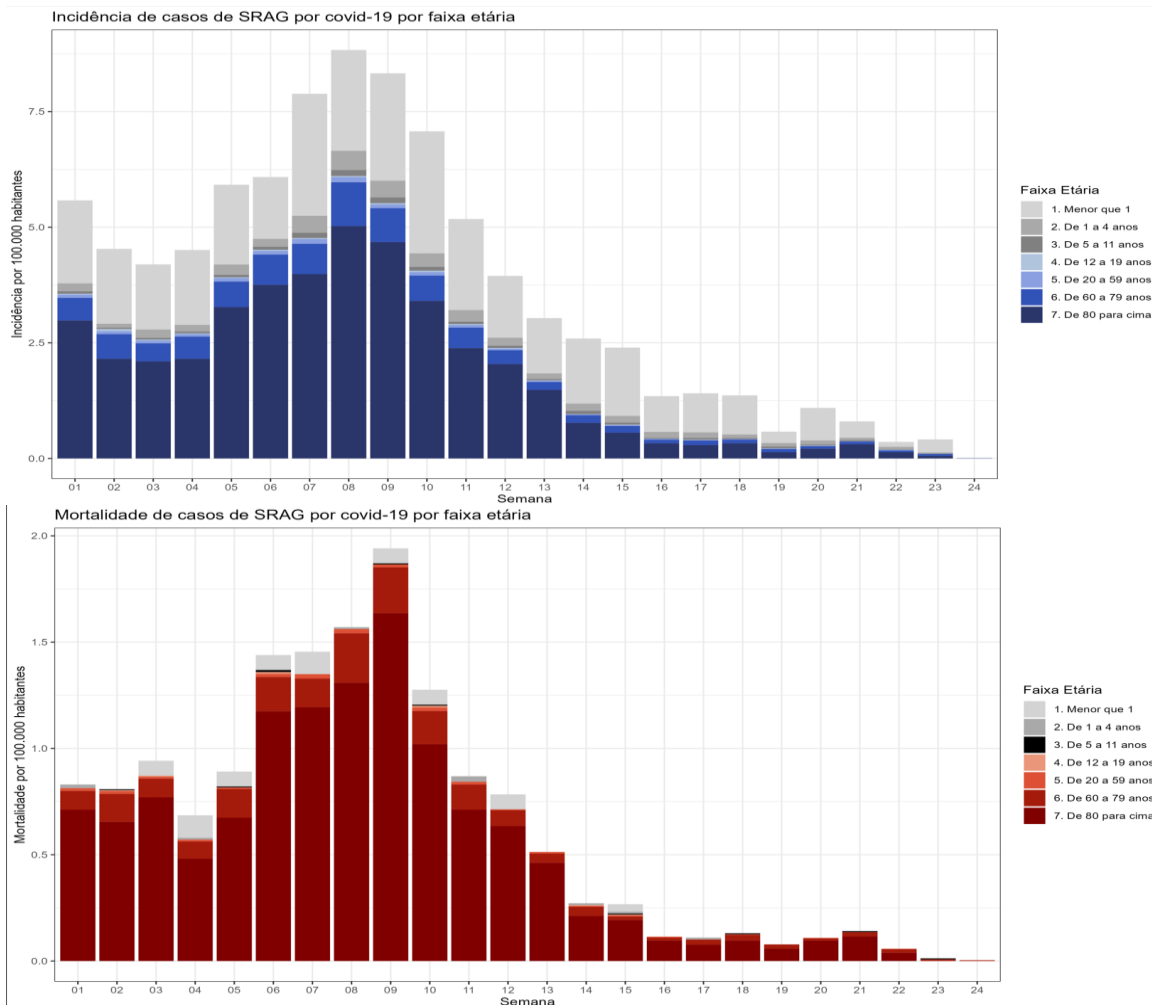 Incidência de casos de SRAG por covid-19 por faixa etária
Incidência por 100.000 habitantes
7.5
5.0
2.5
0.0
01 02 03 04 05 06 07 08 09 10 11 12 13 14 15 16 17 18 19 20 21 22 23 24
Semana
Faixa Etária
1. Menor que 1
2. De 1 a 4 anos
3. De 5 a 11 anos
4. De 12 a 19 anos
5. De 20 a 59 anos
6. De 60 a 79 anos
7. De 80 para cima
Mortalidade de casos de SRAG por covid-19 por faixa etária
Mortalidade por 100.000 habitantes
2.0
1.5
1.0
0.5
0.0
01 02 03 04 05 06 07 08 09 10 11 12 13 14 15 16 17 18 19 20 21 22 23 24
Semana
Faixa Etária
1. Menor que 1
2. De 1 a 4 anos
3. De 5 a 11 anos
4. De 12 a 19 anos
5. De 20 a 59 anos
6. De 60 a 79 anos
7. De 80 para cima